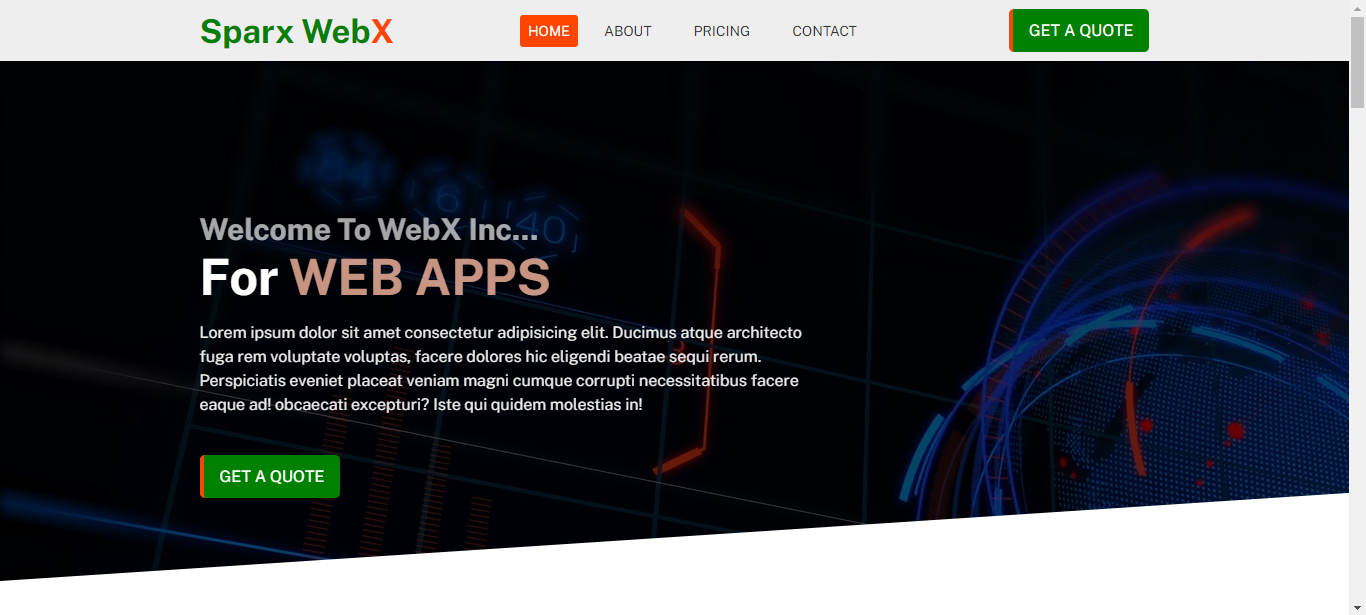 Sparx WebX
HOME
ABOUT
PRICING
CONTACT
GET A QUOTE
6
40
Welcome To WebX Inc...
For WEB APPS
Lorem ipsum dolor sit amet consectetur adipisicing elit. Ducimus atque architecto
fuga rem voluptate voluptas, facere dolores hic eligendi beatae sequi rerum.
Perspiciatis eveniet placeat veniam magni cumque corrupti necessitatibus facere
eaque ad! obcaecati excepturi? Iste qui quidem molestias in!
GET A QUOTE